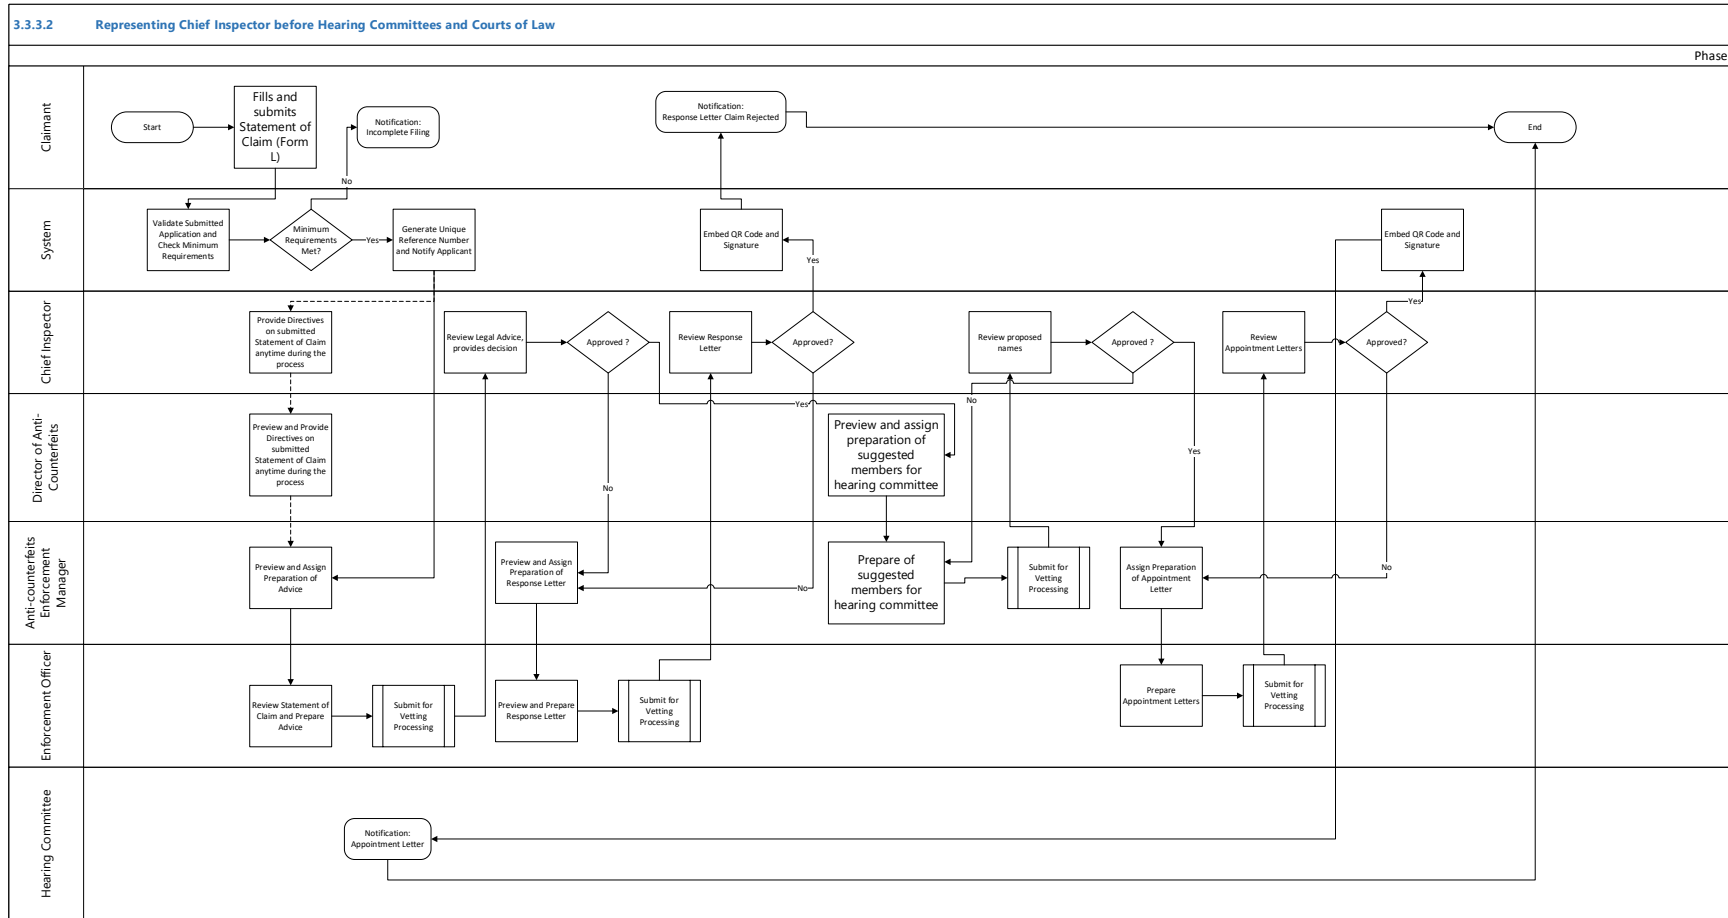 3.3.3.2 Representing Chief Inspector before Hearing Committees and Courts of Law
Phase
Claimant
Start
Fills and
submits
Statement of
Claim (Form
L)
Notification:
Incomplete Filing
Notification:
Response Letter Claim Rejected
End
No
System
Validate Submitted
Application and
Check Minimum
Requirements
Minimum
Requirements
Met?
Yes
Generate Unique
Reference Number
and Notify Applicant
Embed QR Code and
Signature
Yes
Embed QR Code and
Signature
Chief Inspector
Provide Directives
on submitted
Statement of Claim
anytime during the
process
Review Legal Advice,
provides decision
Approved ?
Review Response
Letter
Approved?
Review proposed
names
Approved ?
Review
Appointment Letters
Approved?
Yes
Yes
No
Director of Anti-
Counterfeits
Preview and Provide
Directives on
submitted
Statement of Claim
anytime during the
process
No
Preview and assign
preparation of
suggested
members for
hearing committee
Yes
Anti-counterfeits
Enforcement
Manager
Preview and Assign
Preparation of
Advice
Preview and Assign
Preparation of
Response Letter
No
Prepare of
suggested
members for
hearing committee
Submit for
Vetting
Processing
Assign Preparation
of Appointment
Letter
No
Enforcement Officer
Review Statement of
Claim and Prepare
Advice
Submit for
Vetting
Processing
Preview and Prepare
Response Letter
Submit for
Vetting
Processing
Prepare
Appointment Letters
Submit for
Vetting
Processing
Hearing Committee
Notification:
Appointment Letter